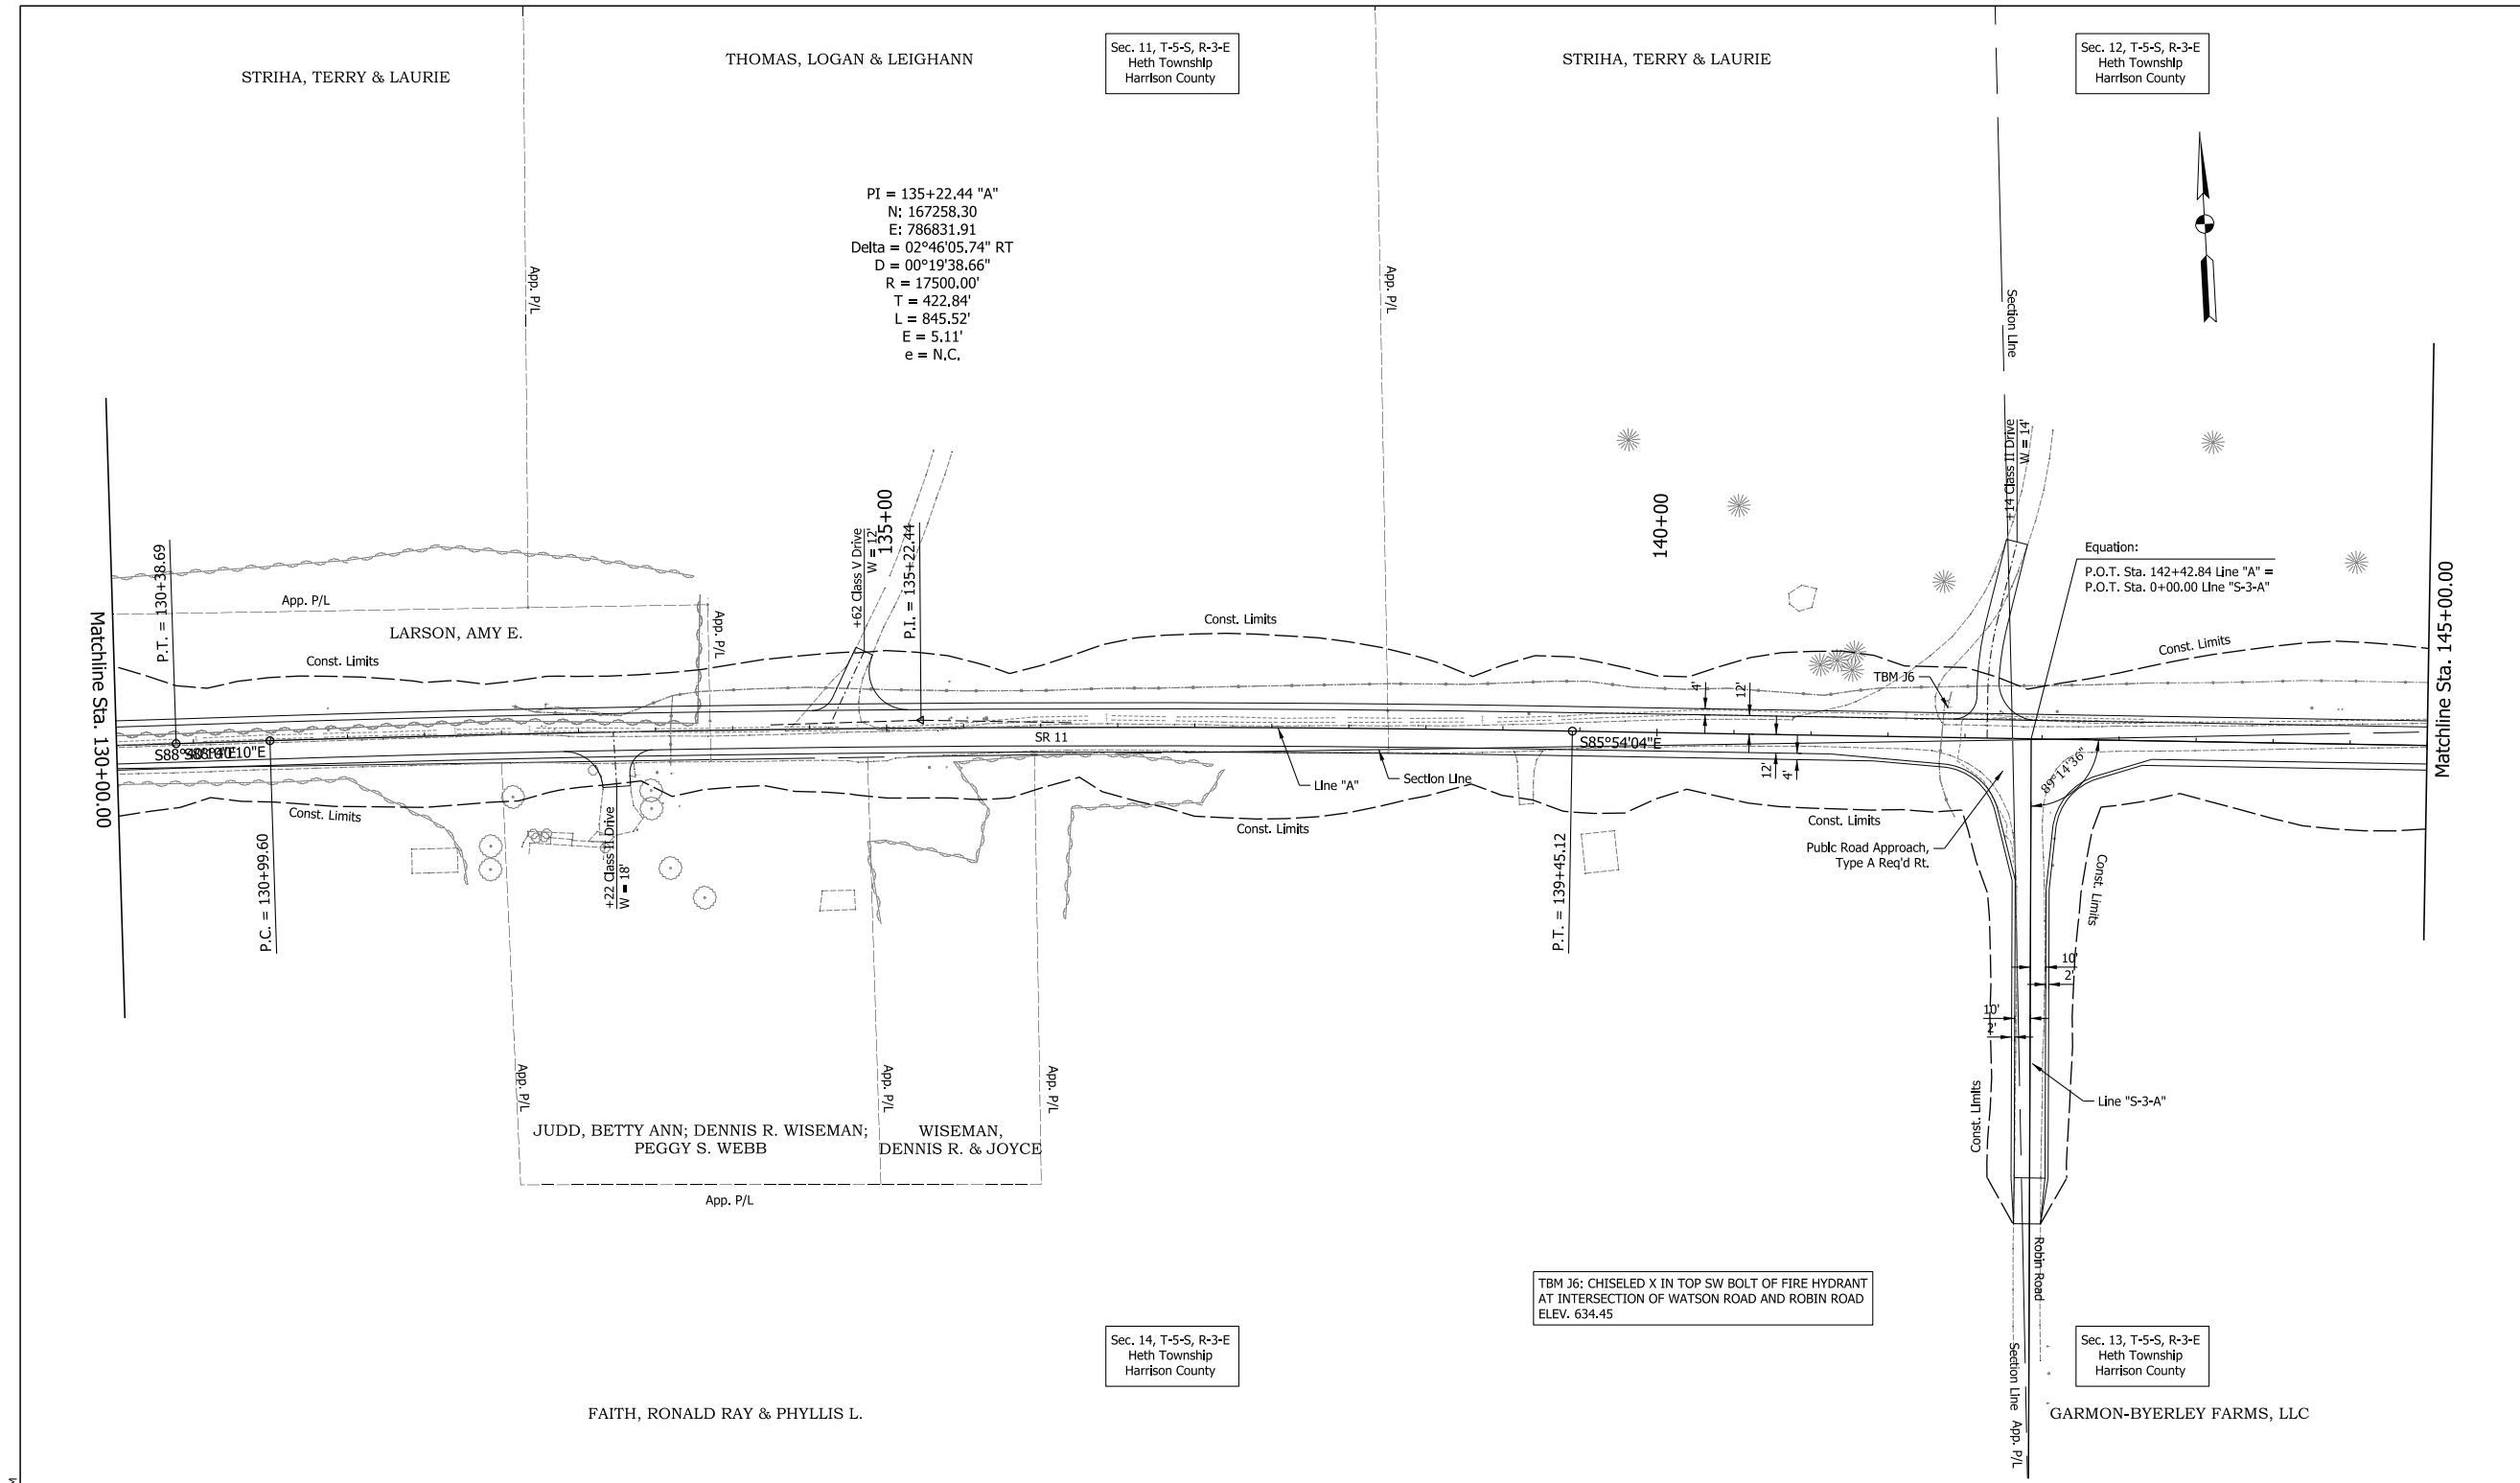 STRIHA, TERRY & LAURIE
THOMAS, LOGAN & LEIGHANN
Sec. 11, T-5-S, R-3-E
Heth Township
Harrison County
STRIHA, TERRY & LAURIE
Sec. 12, T-5-S, R-3-E
Heth Township
Harrison County
PI = 135+22.44 "A"
N: 167258.30
E: 786831.91
Delta = 02°46'05.74" RT
D = 00°19'38.66"
R = 17500.00'
T = 422.84'
L = 845.52'
E = 5.11'
e = N.C.
App. P/L
App. P/L
Section Line
+14 Class II Drive
W = 14'
Matchline Sta. 130+00.00
P.T. = 130+38.69
App. P/L
LARSON, AMY E.
App. P/L
Const. Limits
+62 Class V Drive
W = 12'
135+00
P.I. = 135+22.44
Const. Limits
140+00
Equation:
P.O.T. Sta. 142+42.84 Line "A" =
P.O.T. Sta. 0+00.00 Line "S-3-A"
Const. Limits
Matchline Sta. 145+00.00
TBM J6
4'
12'
SR 11
S85°54'04"E
12'
4'
Line "A"
Section Line
89°14'36"
Const. Limits
P.C. = 130+99.60
+22 Class II Drive
W = 18'
Const. Limits
P.T. = 139+45.12
Const. Limits
Publc Road Approach,
Type A Req'd Rt.
Const. Limits
10'
2'
10'
2'
Const. Limits
Line "S-3-A"
App. P/L
App. P/L
App. P/L
JUDD, BETTY ANN; DENNIS R. WISEMAN;
PEGGY S. WEBB
WISEMAN,
DENNIS R. & JOYCE
App. P/L
Robin Road
TBM J6: CHISELED X IN TOP SW BOLT OF FIRE HYDRANT
AT INTERSECTION OF WATSON ROAD AND ROBIN ROAD
ELEV. 634.45
Sec. 14, T-5-S, R-3-E
Heth Township
Harrison County
Section Line
App. P/L
Sec. 13, T-5-S, R-3-E
Heth Township
Harrison County
FAITH, RONALD RAY & PHYLLIS L.
GARMON-BYERLEY FARMS, LLC